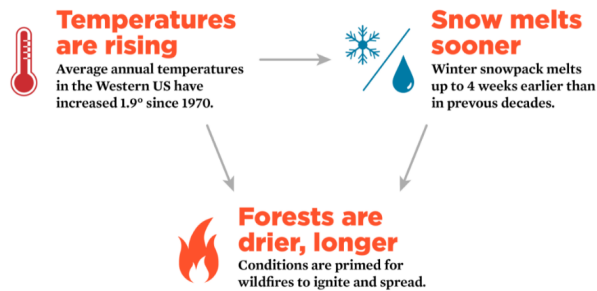 Temperatures
are rising
Average annual temperatures
in the Western US have
increased 1.9° since 1970.
Snow melts
sooner
Winter snowpack melts
up to 4 weeks earlier than
in prevous decades.
Forests are
drier, longer
Conditions are primed for
wildfires to ignite and spread.